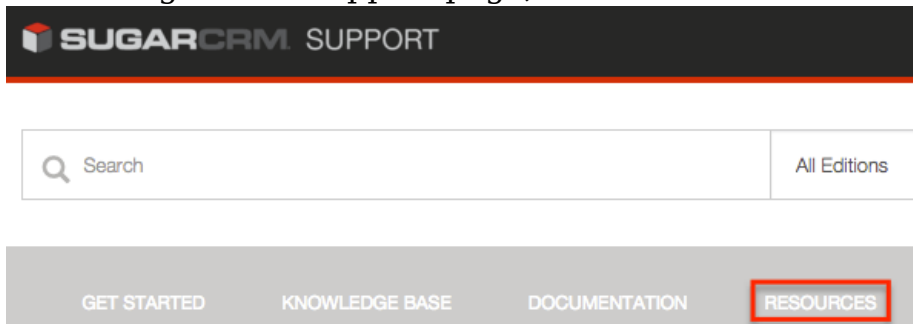 SUGARCRM. SUPPORT
Search
All Editions
GET STARTED
KNOWLEDGE BASE
DOCUMENTATION
RESOURCES